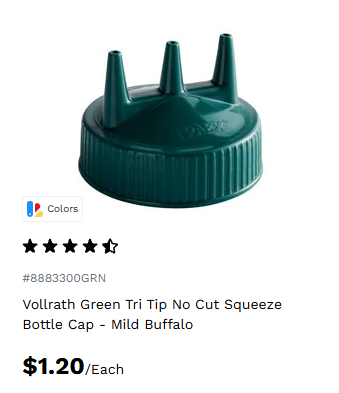 Colors
#8883300GRN
Vollrath Green Tri Tip No Cut Squeeze
Bottle Cap - Mild Buffalo
$1.20/Each